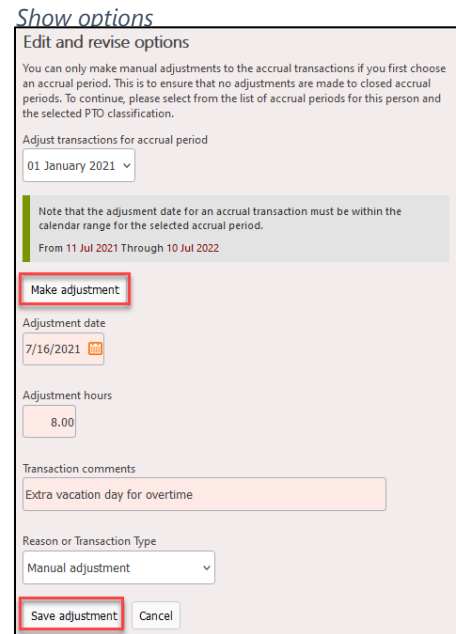 Show options
Edit and revise options
You can only make manual adjustments to the accrual transactions if you first choose
an accrual period. This is to ensure that no adjustments are made to closed accrual
periods. To continue, please select from the list of accrual periods for this person and
the selected PTO classification.
Adjust transactions for accrual period
01 January 2021
Note that the adjusment date for an accrual transaction must be within the
calendar range for the selected accrual period.
From 11 Jul 2021 Through 10 Jul 2022
Make adjustment
Adjustment date
7/16/2021
Adjustment hours
8.00
Transaction comments
Extra vacation day for overtime
Reason or Transaction Type
Manual adjustment
Save adjustment Cancel